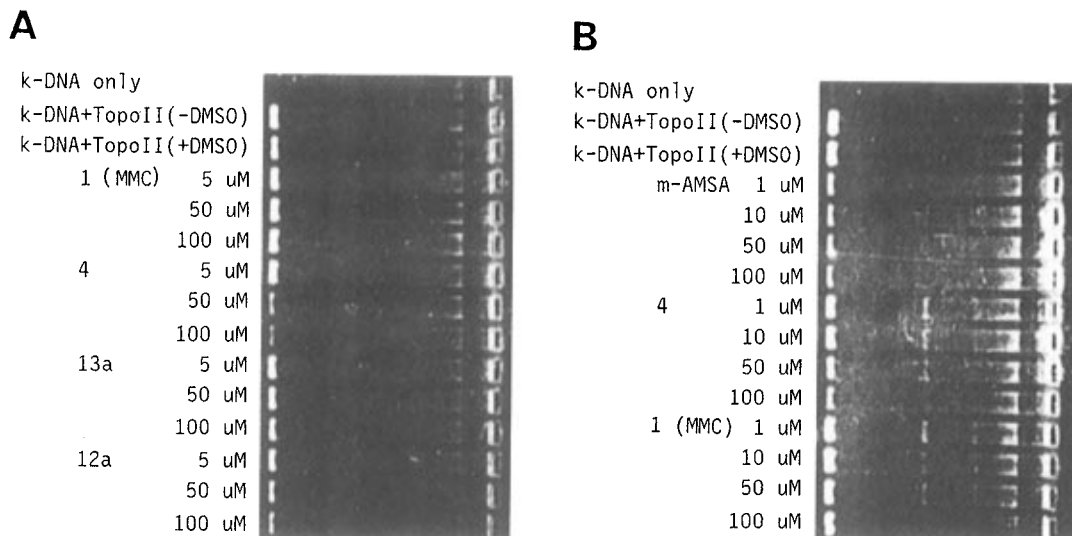 A
k-DNA only
k-DNA+TopoII(-DMSO)
k-DNA+TopoII(+DMSO)
1 (MMC) 5 uM
50 uM
100 uM
4 5 uM
50 uM
100 uM
13a 5 uM
50 uM
100 uM
12a 5 uM
50 uM
100 uM
B
k-DNA only
k-DNA+TopoII(-DMSO)
k-DNA+TopoII(+DMSO)
m-AMSA 1 uM
10 uM
50 uM
100 uM
4 1 uM
10 uM
50 uM
100 uM
1 (MMC) 1 uM
10 uM
50 uM
100 uM